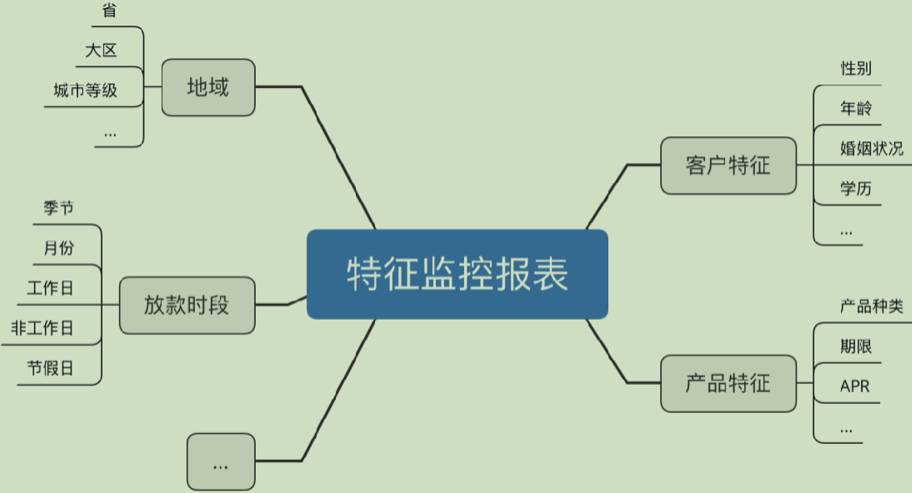 特征监控报表
地域
省
大区
城市等级
...
放款时段
季节
月份
工作日
非工作日
节假日
...
客户特征
性别
年龄
婚姻状况
学历
...
产品特征
产品种类
期限
APR
...